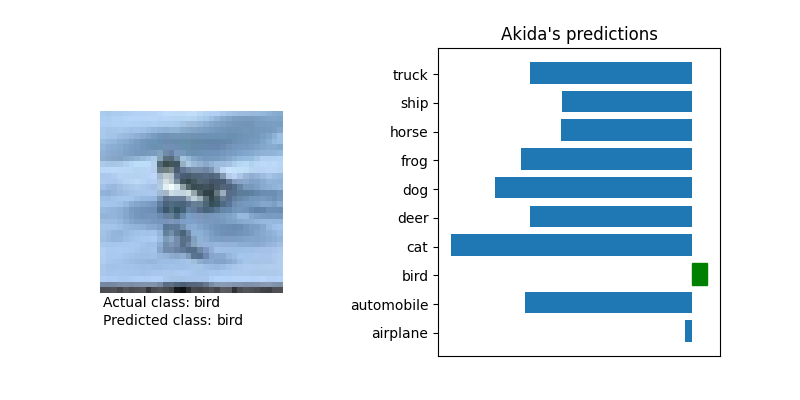 Akida's predictions
truck
ship
horse
frog
dog
deer
cat
bird
automobile
airplane
Actual class: bird
Predicted class: bird